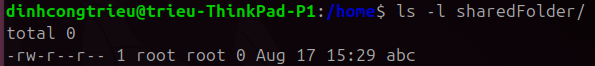 dinhcongtrieu@trieu-ThinkPad-P1:/home$ ls -l sharedFolder/
total 0
-rw-r--r-- 1 root root 0 Aug 17 15:29 abc